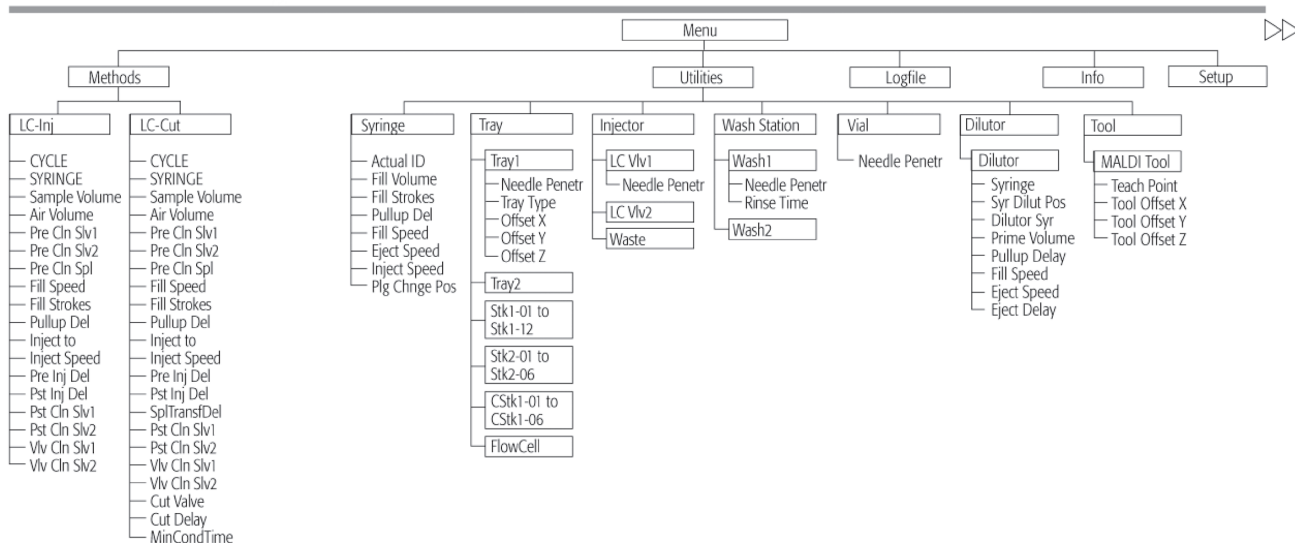 Menu
Methods
Utilities
Logfile
Info
Setup
LC-Inj
CYCLE
SYRINGE
Sample Volume
Air Volume
Pre Cln Slv1
Pre Cln Slv2
Pre Cln Spl
Fill Speed
Fill Strokes
Pullup Del
Inject to
Inject Speed
Pre Inj Del
Pst Inj Del
Pst Cln Slv1
Pst Cln Slv2
Vlv Cln Slv1
Vlv Cln Slv2
LC-Cut
CYCLE
SYRINGE
Sample Volume
Air Volume
Pre Cln Slv1
Pre Cln Slv2
Pre Cln Spl
Fill Speed
Fill Strokes
Pullup Del
Inject to
Inject Speed
Pre Inj Del
Pst Inj Del
SplTransfDel
Pst Cln Slv1
Pst Cln Slv2
Vlv Cln Slv1
Vlv Cln Slv2
Cut Valve
Cut Delay
MinCondTime
Syringe
Actual ID
Fill Volume
Fill Strokes
Pullup Del
Fill Speed
Eject Speed
Inject Speed
Plg Chnge Pos
Tray
Tray1
Needle Penetr
Tray Type
Offset X
Offset Y
Offset Z
Tray2
Stk1-01 to
Stk1-12
Stk2-01 to
Stk2-06
CStk1-01 to
CStk1-06
FlowCell
Injector
LC Vlv1
Needle Penetr
LC Vlv2
Waste
Wash Station
Wash1
Needle Penetr
Rinse Time
Wash2
Vial
Needle Penetr
Dilutor
Dilutor
Syringe
Syr Dilut Pos
Dilutor Syr
Prime Volume
Pullup Delay
Fill Speed
Eject Speed
Eject Delay
Tool
MALDI Tool
Teach Point
Tool Offset X
Tool Offset Y
Tool Offset Z